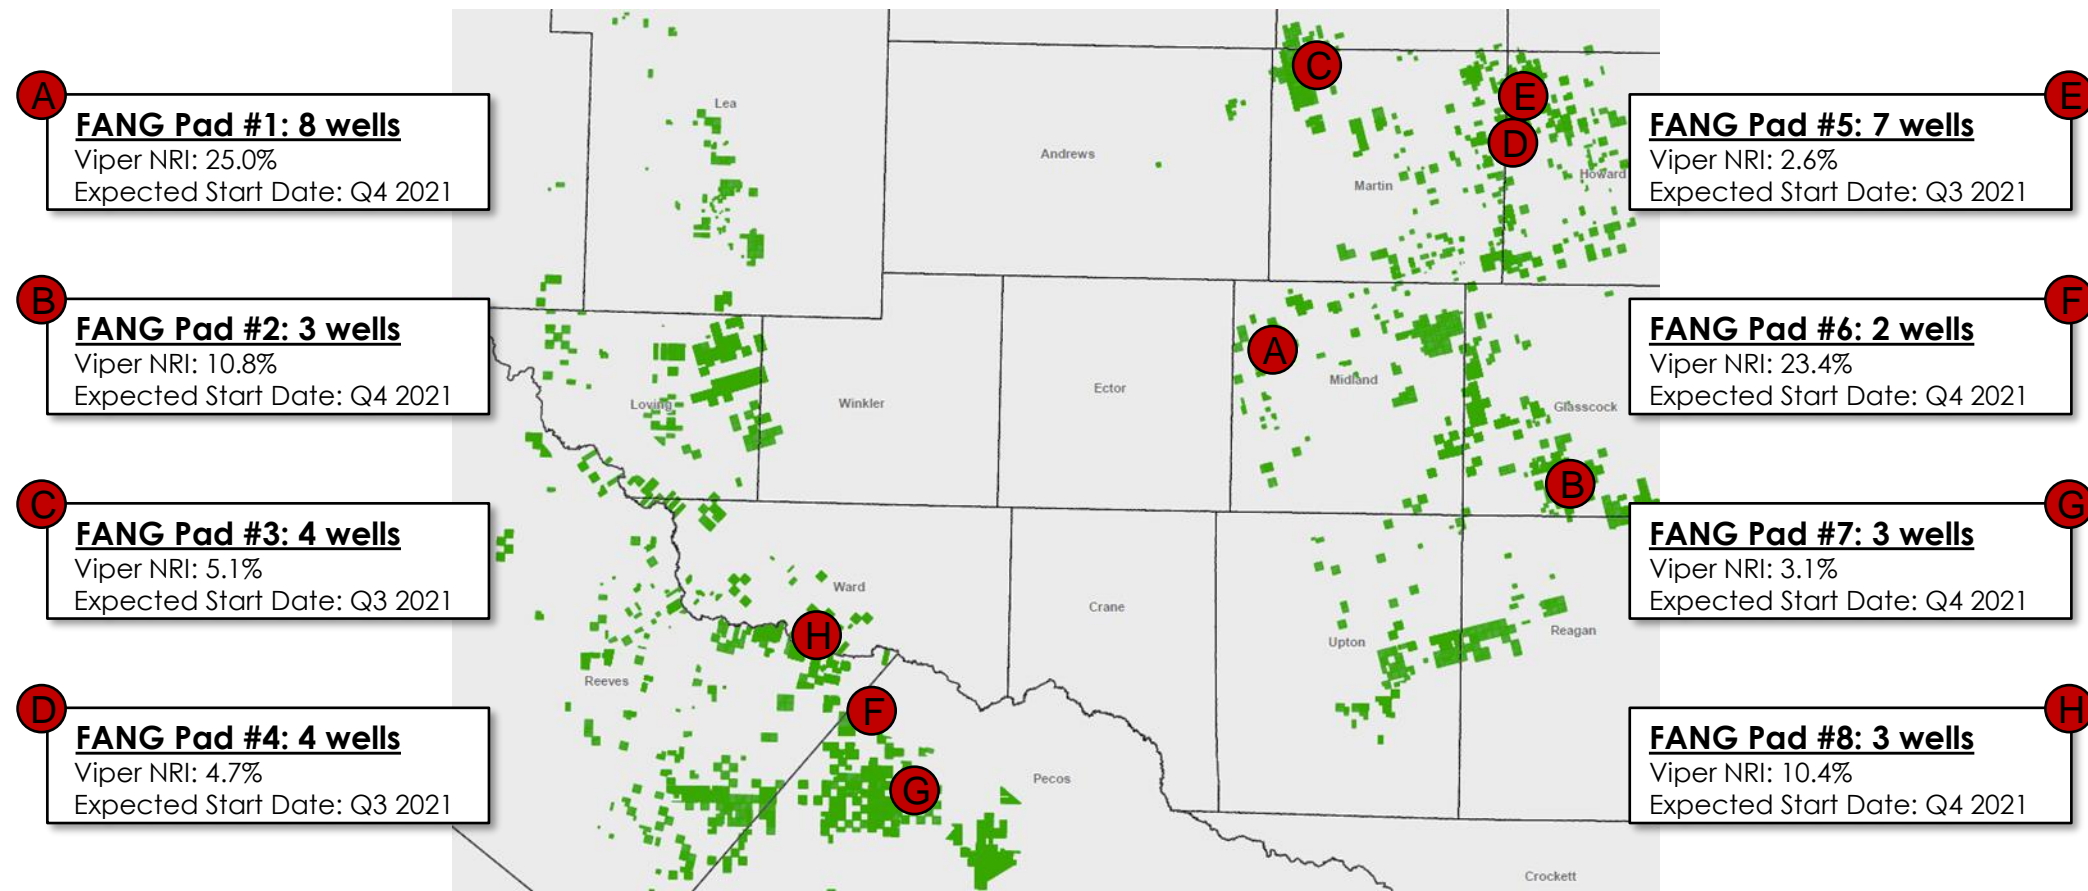 A
FANG Pad #1: 8 wells
Viper NRI: 25.0%
Expected Start Date: Q4 2021
B
FANG Pad #2: 3 wells
Viper NRI: 10.8%
Expected Start Date: Q4 2021
C
FANG Pad #3: 4 wells
Viper NRI: 5.1%
Expected Start Date: Q3 2021
D
FANG Pad #4: 4 wells
Viper NRI: 4.7%
Expected Start Date: Q3 2021
C
Lea
E
Andrews
D
Martin
Howard
A
Midland
Ector
Loving
Winkler
Glasscock
B
Ward
Crane
H
Upton
Reagan
Reeves
F
Pecos
G
Crockett
E
FANG Pad #5: 7 wells
Viper NRI: 2.6%
Expected Start Date: Q3 2021
F
FANG Pad #6: 2 wells
Viper NRI: 23.4%
Expected Start Date: Q4 2021
G
FANG Pad #7: 3 wells
Viper NRI: 3.1%
Expected Start Date: Q4 2021
H
FANG Pad #8: 3 wells
Viper NRI: 10.4%
Expected Start Date: Q4 2021